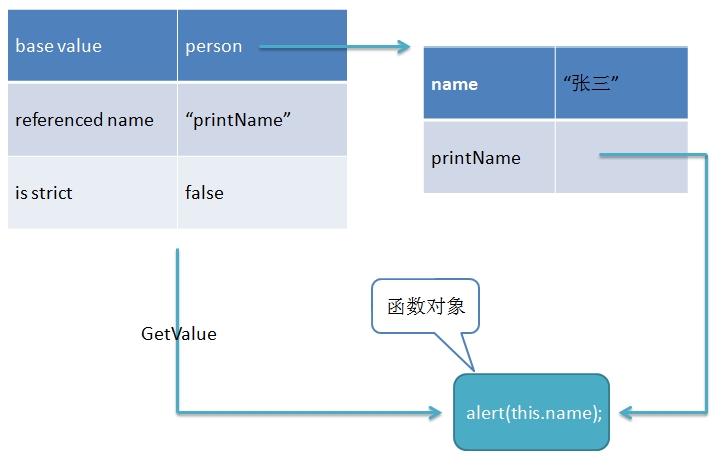 base value person
referenced name “printName”
is strict false
name “张三”
printName
GetValue
函数对象
alert(this.name);